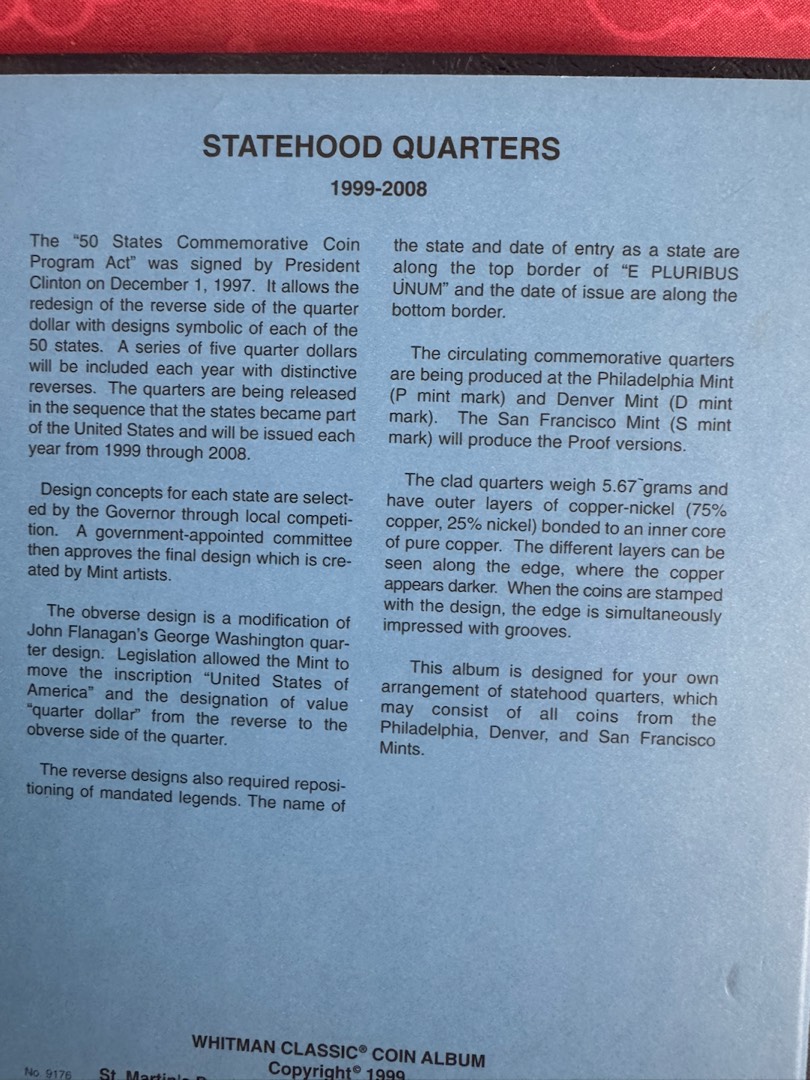 STATEHOOD QUARTERS
1999-2008
The “50 States Commemorative Coin
Program Act” was signed by President
Clinton on December 1, 1997. It allows the
redesign of the reverse side of the quarter
dollar with designs symbolic of each of the
50 states. A series of five quarter dollars
will be included each year with distinctive
reverses. The quarters are being released
in the sequence that the states became part
of the United States and will be issued each
year from 1999 through 2008.
Design concepts for each state are select-
ed by the Governor through local competi-
tion. A government-appointed committee
then approves the final design which is cre-
ated by Mint artists.
The obverse design is a modification of
John Flanagan's George Washington quar-
ter design. Legislation allowed the Mint to
move the inscription “United States of
America” and the designation of value
“quarter dollar” from the reverse to the
obverse side of the quarter.
The reverse designs also required reposi-
tioning of mandated legends. The name of
the state and date of entry as a state are
along the top border of “E PLURIBUS
UNUM” and the date of issue are along the
bottom border.
The circulating commemorative quarters
are being produced at the Philadelphia Mint
(P mint mark) and Denver Mint (D mint
mark). The San Francisco Mint (S mint
mark) will produce the Proof versions.
The clad quarters weigh 5.67 grams and
have outer layers of copper-nickel (75%
copper, 25% nickel) bonded to an inner core
of pure copper. The different layers can be
seen along the edge, where the copper
appears darker. When the coins are stamped
with the design, the edge is simultaneously
impressed with grooves.
This album is designed for your own
arrangement of statehood quarters, which
may consist of all coins from the
Philadelphia, Denver, and San Francisco
Mints.
WHITMAN CLASSIC® COIN ALBUM
Copyright© 1999
No. 9176 St. Martin's